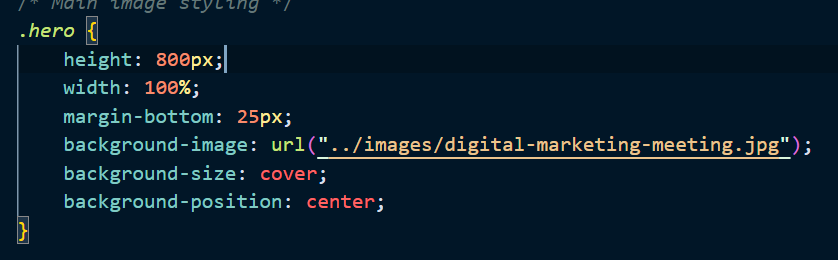 /* Main image styling */
.hero {
    height: 800px;
    width: 100%;
    margin-bottom: 25px;
    background-image: url("../images/digital-marketing-meeting.jpg");
    background-size: cover;
    background-position: center;
}